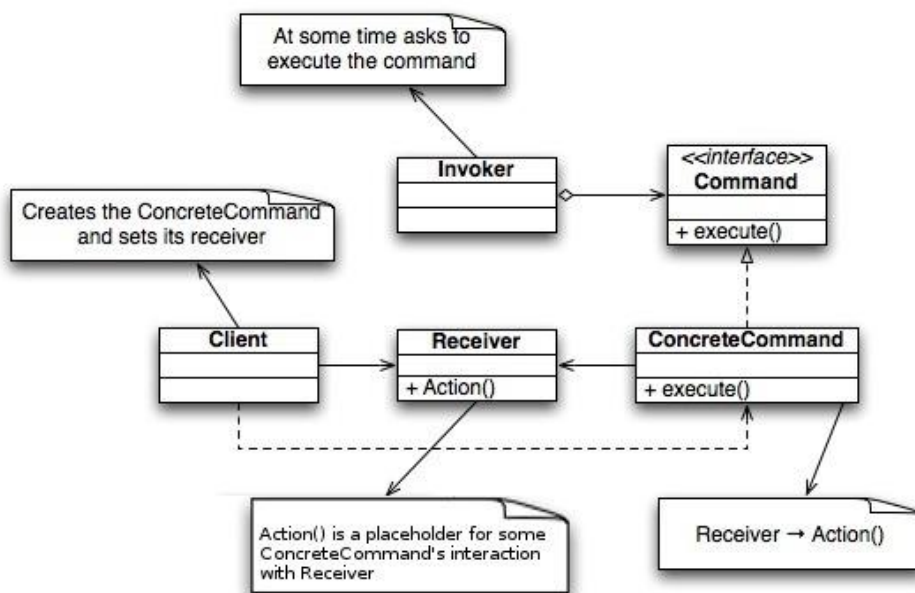 At some time asks to
execute the command
<<interface>>
Command
+ execute()
Invoker
Creates the ConcreteCommand
and sets its receiver
Client
Receiver
+ Action()
ConcreteCommand
+ execute()
Action() is a placeholder for some
ConcreteCommand's interaction
with Receiver
Receiver → Action()